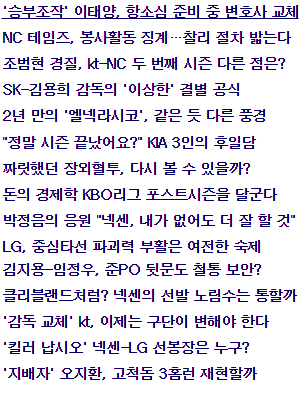 '승부조작' 이태양, 항소심 준비 중 변호사 교체
NC 테임즈, 봉사활동 징계…찰리 절차 밟는다
조범현 경질, kt-NC 두 번째 시즌 다른 점은?
SK-김용희 감독의 '이상한' 결별 공식
2년 만의 '엘넥라시코', 같은 듯 다른 풍경
"정말 시즌 끝났어요?" KIA 3인의 후일담
짜릿했던 장외혈투, 다시 볼 수 있을까?
돈의 경제학 KBO리그 포스트시즌을 달군다
박정음의 응원 "넥센, 내가 없어도 더 잘 할 것"
LG, 중심타선 파괴력 부활은 여전한 숙제
김지용-임정우, 준PO 뒷문도 철통 보안?
클리블랜드처럼? 넥센의 선발 노림수는 통할까
'감독 교체' kt, 이제는 구단이 변해야 한다
'킬러 납시오' 넥센-LG 선봉장은 누구?
'지배자' 오지환, 고척돔 3홈런 재현할까